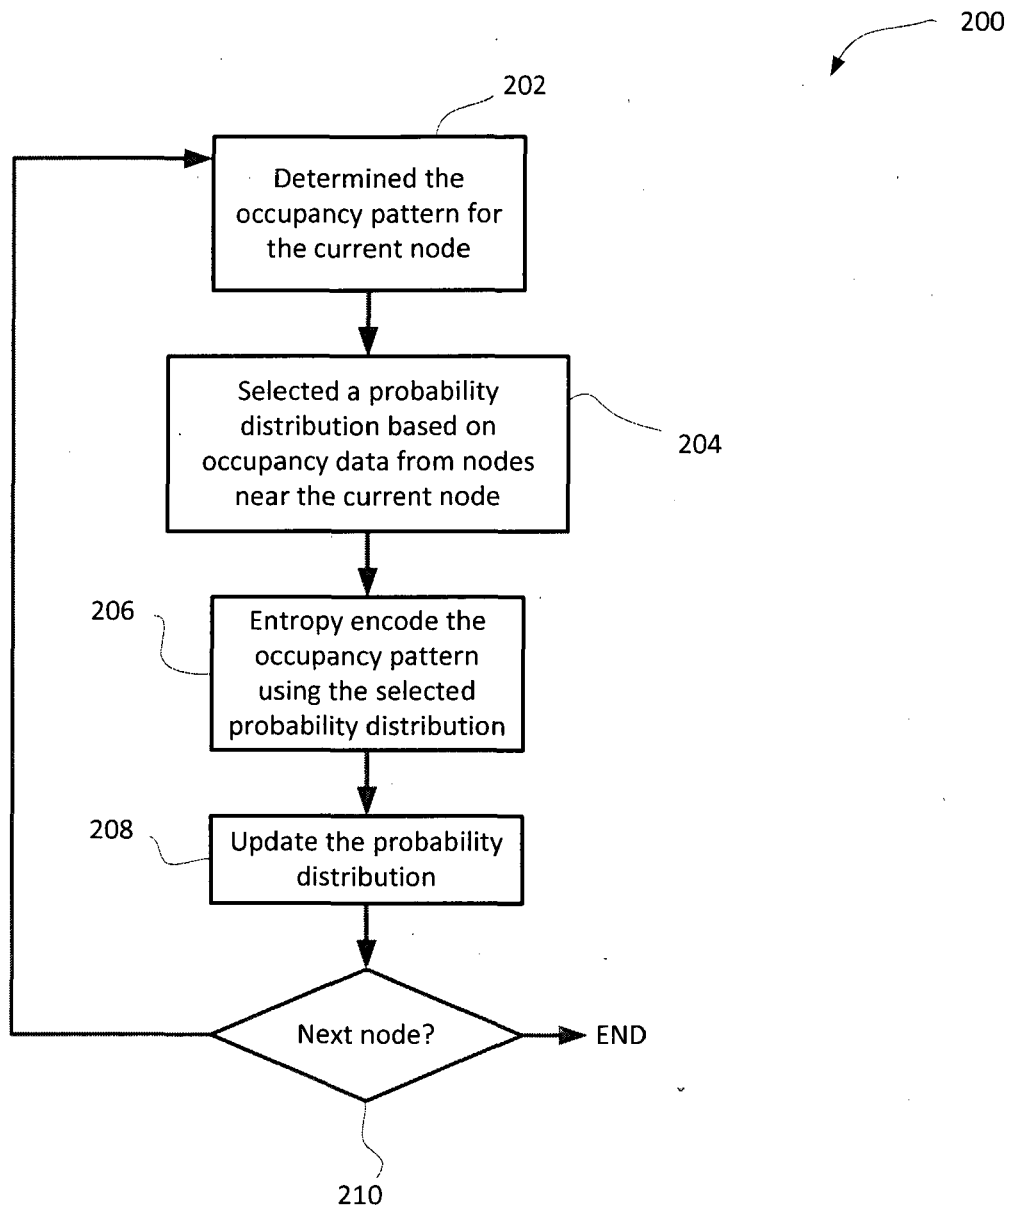 200
202
Determined the
occupancy pattern for
the current node
Selected a probability
distribution based on
occupancy data from nodes
near the current node
204
206
Entropy encode the
occupancy pattern
using the selected
probability distribution
208
Update the probability
distribution
Next node?
END
210